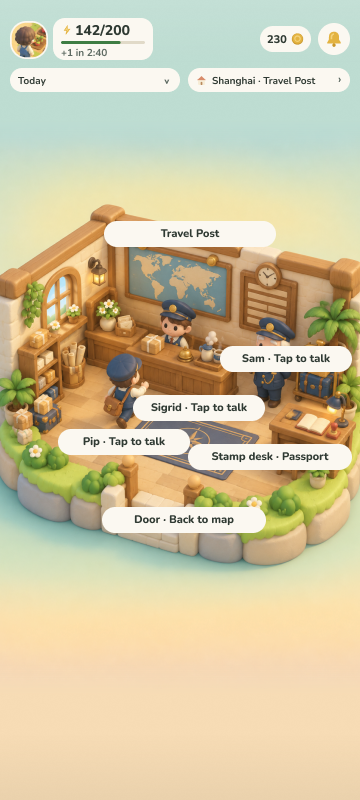 142/200
+1 in 2:40
230
Today
Shanghai · Travel Post
Travel Post
Sam · Tap to talk
Sigrid · Tap to talk
Pip · Tap to talk
Stamp desk · Passport
Door · Back to map